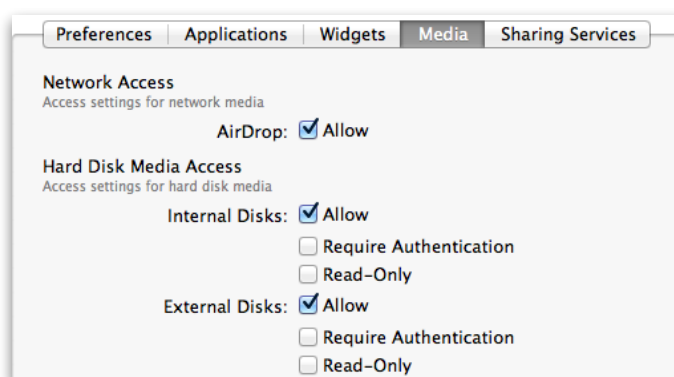 Preferences Applications Widgets Media Sharing Services
Network Access
Access settings for network media
AirDrop: Allow
Hard Disk Media Access
Access settings for hard disk media
Internal Disks: Allow
Require Authentication
Read-Only
External Disks: Allow
Require Authentication
Read-Only